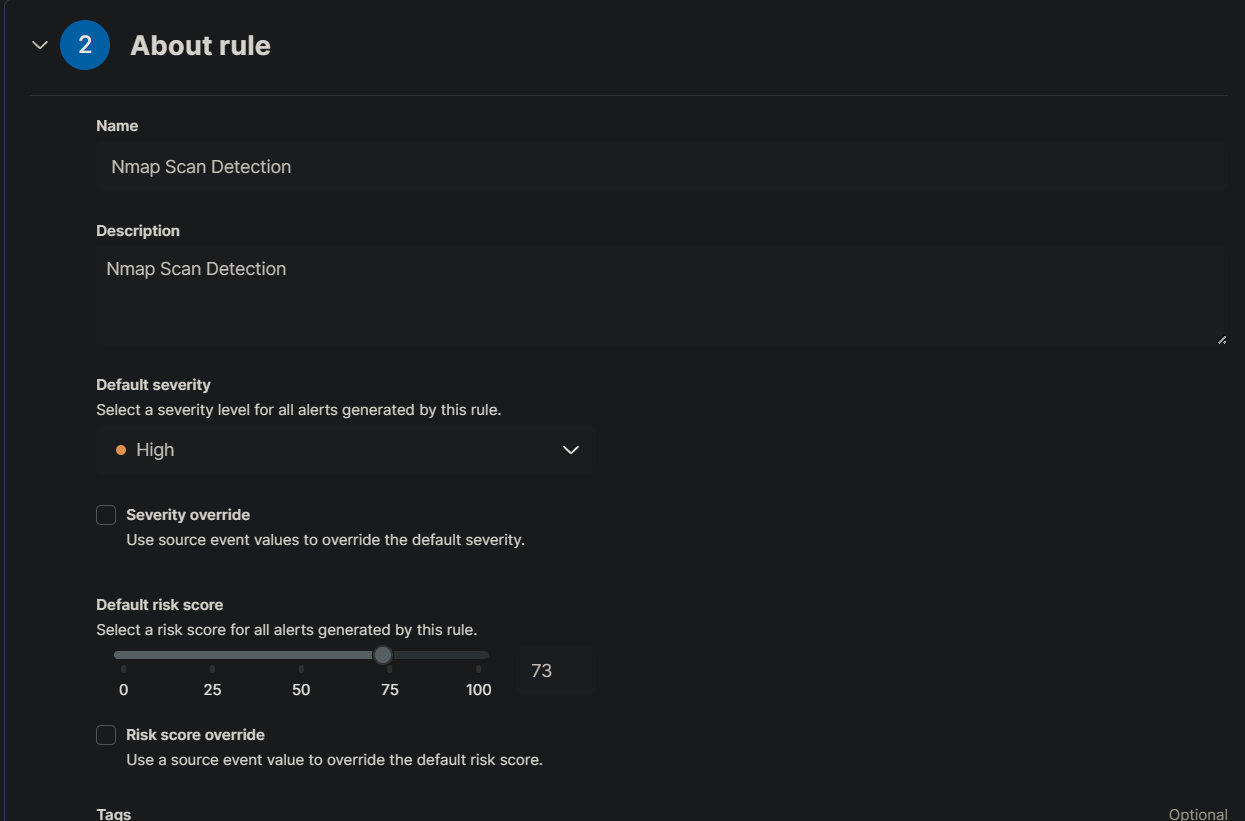 2 About rule
Name
Nmap Scan Detection
Description
Nmap Scan Detection
Default severity
Select a severity level for all alerts generated by this rule.
High
Severity override
Use source event values to override the default severity.
Default risk score
Select a risk score for all alerts generated by this rule.
73
0 25 50 75 100
Risk score override
Use a source event value to override the default risk score.
Tags Optional